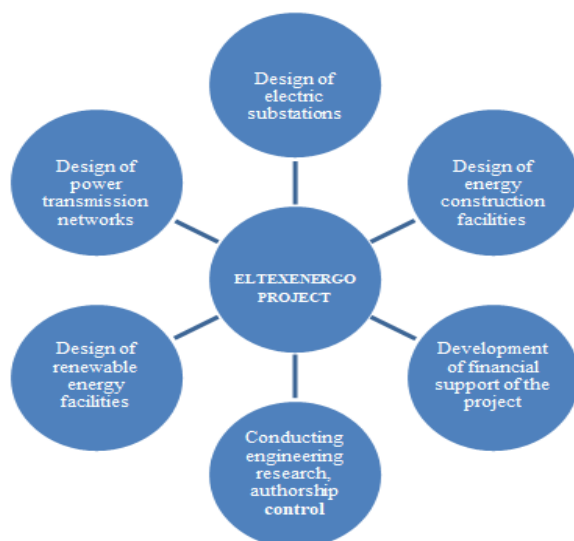 Design of
electric
substations
Design of
power
transmission
networks
Design of
energy
construction
facilities
ELTEXENERGO
PROJECT
Design of
renewable
energy
facilities
Development
of financial
support of the
project
Conducting
engineering
research,
authorship
control